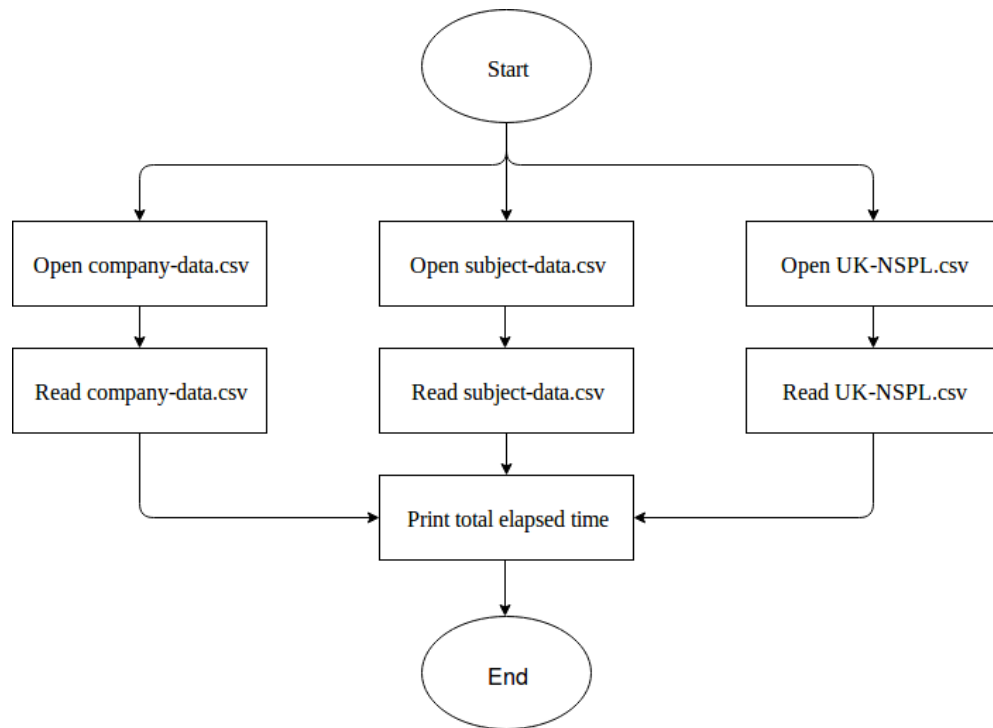 Start
Open company-data.csv
Open subject-data.csv
Open UK-NSPL.csv
Read company-data.csv
Read subject-data.csv
Read UK-NSPL.csv
Print total elapsed time
End